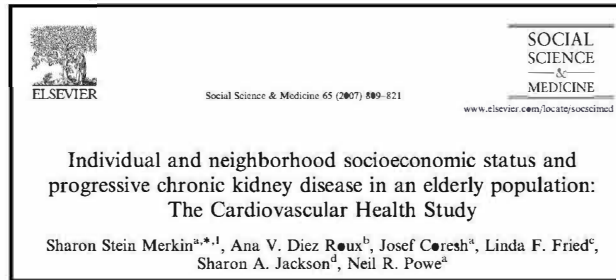 ELSEVIER
Social Science & Medicine 65 (2007) 809–821
SOCIAL
SCIENCE
&
MEDICINE
www.elsevier.com/locate/socscimed
Individual and neighborhood socioeconomic status and
progressive chronic kidney disease in an elderly population:
The Cardiovascular Health Study
Sharon Stein Merkin^a,*,1, Ana V. Diez Roux^b, Josef Coresh^a, Linda F. Fried^c,
Sharon A. Jackson^d, Neil R. Powe^a